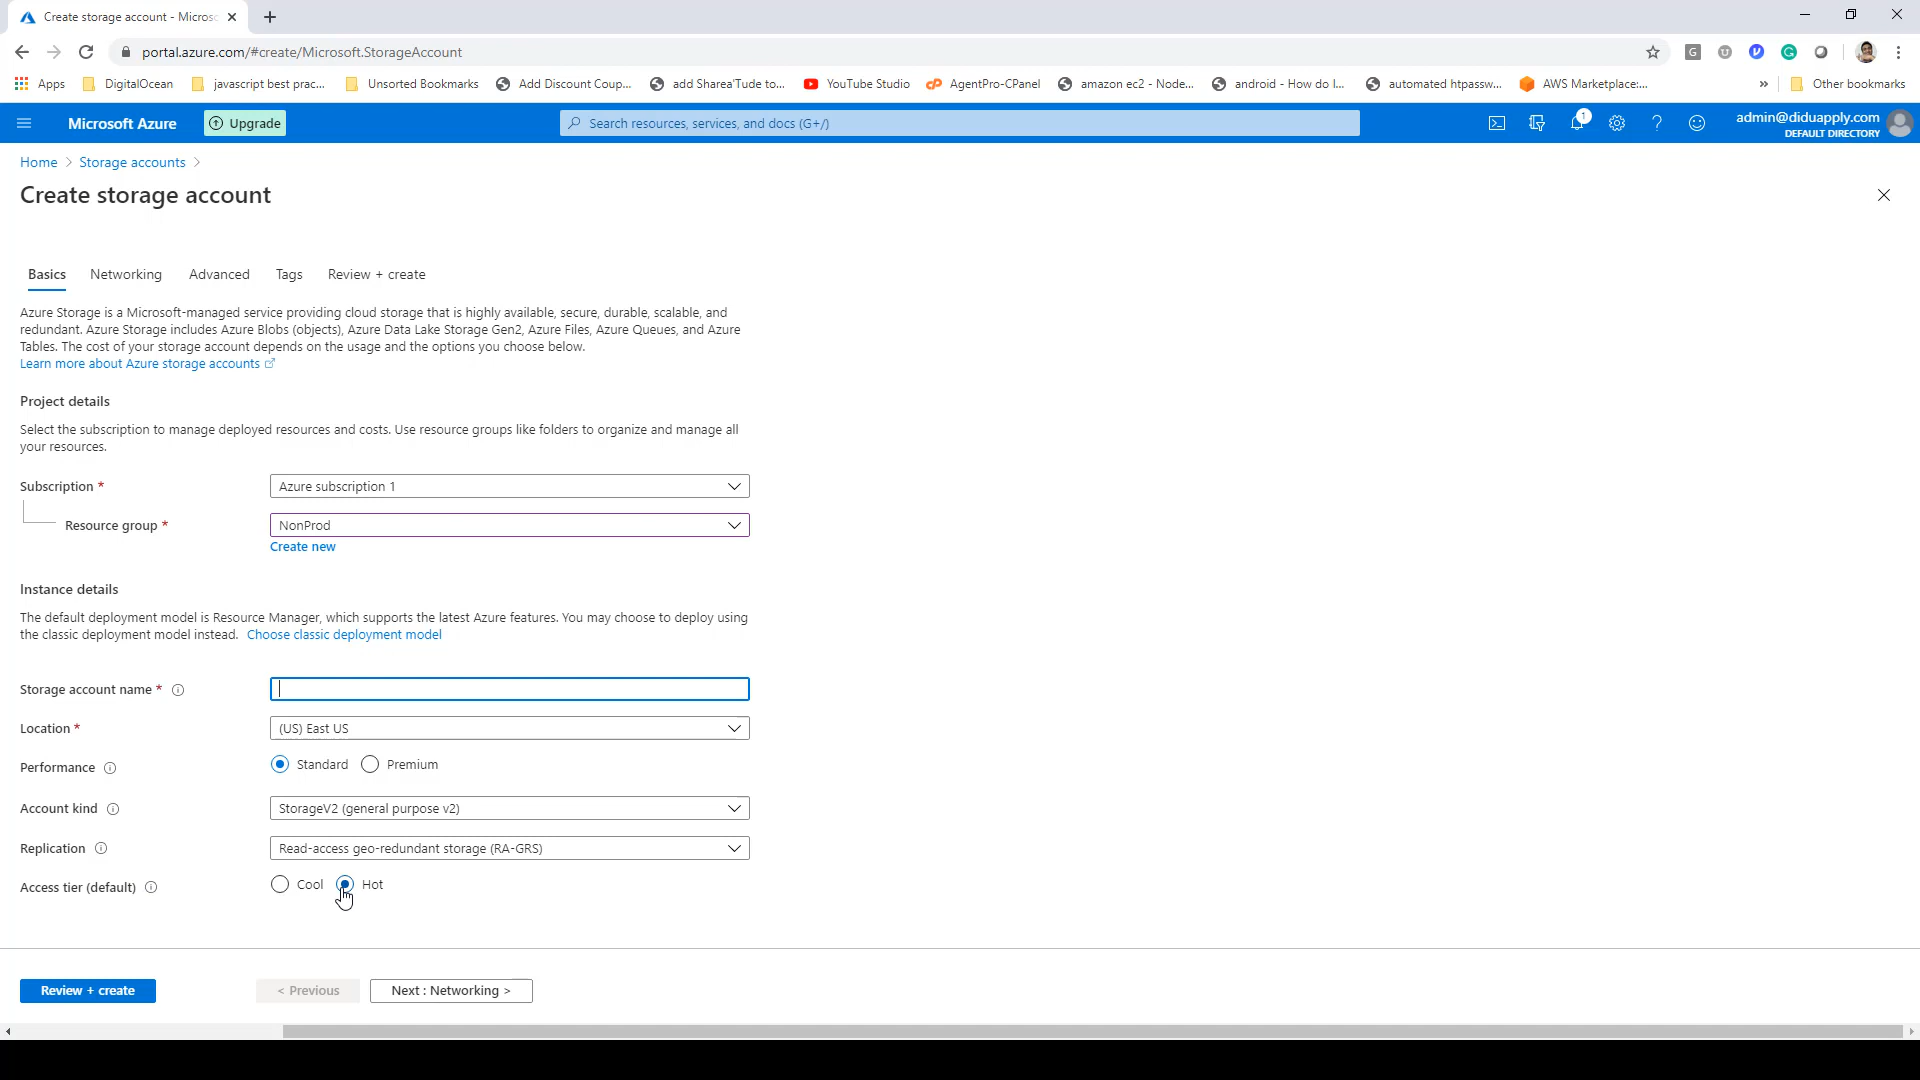 Create storage account - Micros
portal.azure.com/#create/Microsoft.StorageAccount
Apps
DigitalOcean
javascript best prac...
Unsorted Bookmarks
Add Discount Coup...
add Sharea'Tude to...
YouTube Studio
AgentPro-CPanel
amazon ec2 - Node...
android - How do I...
automated htpassw...
AWS Marketplace:...
»
Other bookmarks
Microsoft Azure
Upgrade
Search resources, services, and docs (G+/)
1
admin@diduapply.com
DEFAULT DIRECTORY
Home > Storage accounts >
Create storage account
Basics Networking Advanced Tags Review + create
Azure Storage is a Microsoft-managed service providing cloud storage that is highly available, secure, durable, scalable, and
redundant. Azure Storage includes Azure Blobs (objects), Azure Data Lake Storage Gen2, Azure Files, Azure Queues, and Azure
Tables. The cost of your storage account depends on the usage and the options you choose below.
Learn more about Azure storage accounts
Project details
Select the subscription to manage deployed resources and costs. Use resource groups like folders to organize and manage all
your resources.
Subscription * Azure subscription 1
Resource group * NonProd
Create new
Instance details
The default deployment model is Resource Manager, which supports the latest Azure features. You may choose to deploy using
the classic deployment model instead. Choose classic deployment model
Storage account name *
Location * (US) East US
Performance Standard Premium
Account kind StorageV2 (general purpose v2)
Replication Read-access geo-redundant storage (RA-GRS)
Access tier (default) Cool Hot
Review + create < Previous Next : Networking >